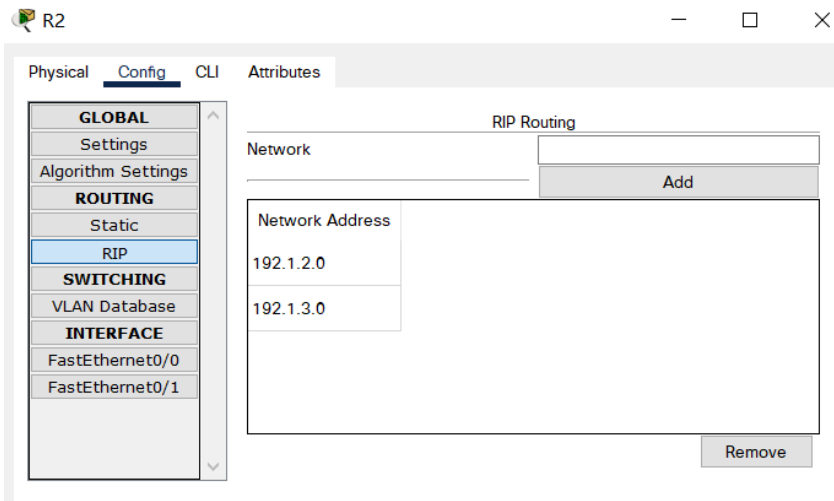 R2
Physical Config CLI Attributes
GLOBAL
Settings
Algorithm Settings
ROUTING
Static
RIP
SWITCHING
VLAN Database
INTERFACE
FastEthernet0/0
FastEthernet0/1
RIP Routing
Network
Add
Network Address
192.1.2.0
192.1.3.0
Remove